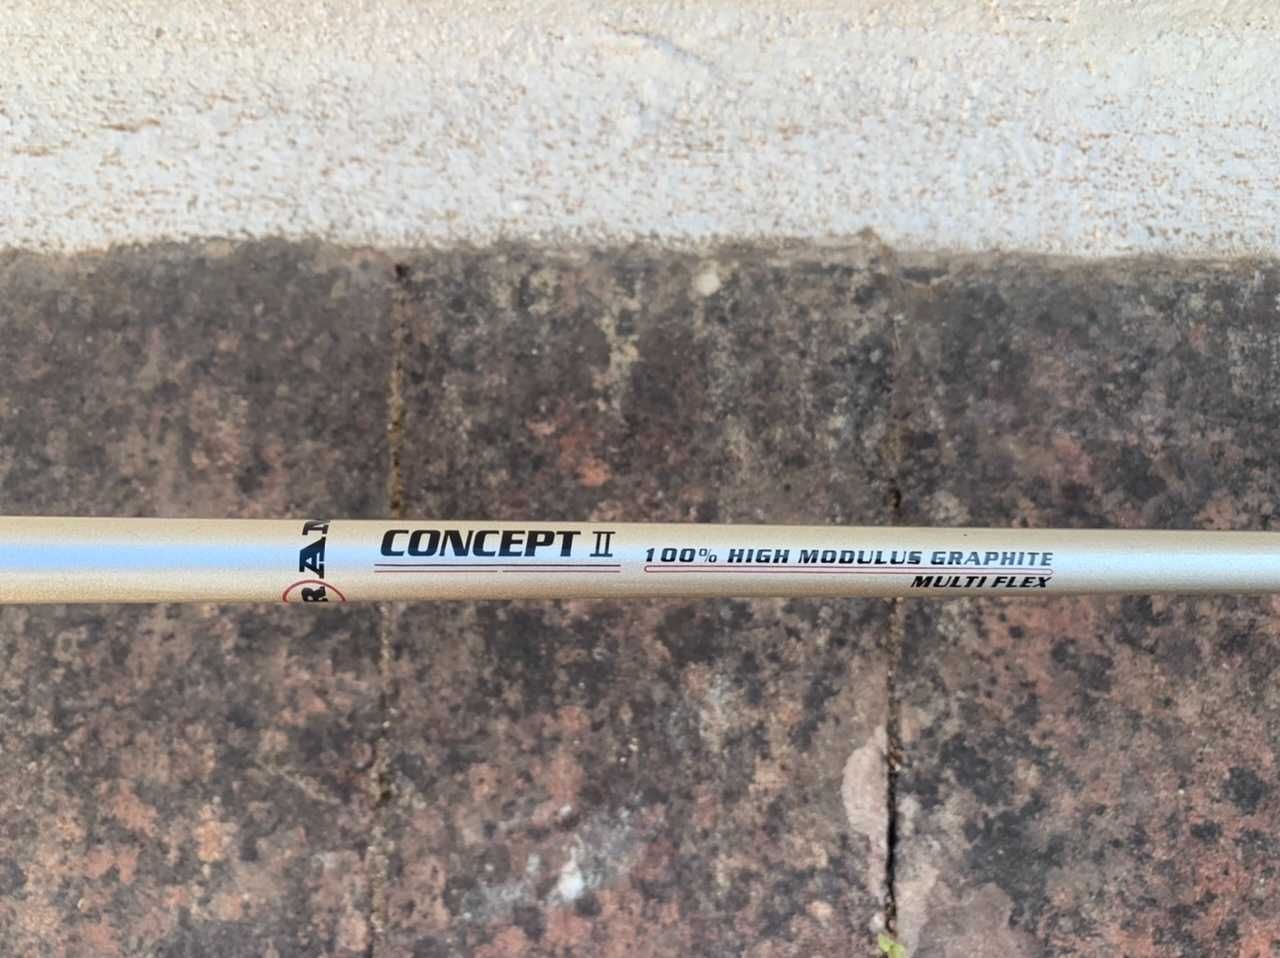 CONCEPT II
100% HIGH MODULUS GRAPHITE
MULTI FLEX